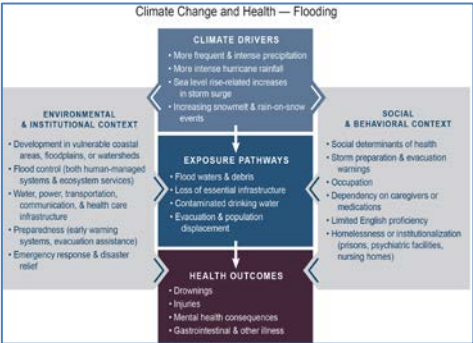 Climate Change and Health — Flooding
CLIMATE DRIVERS
• More frequent & intense precipitation
• More intense hurricane rainfall
• Sea level rise-related increases
in storm surge
• Increasing snowmelt & rain-on-snow
events
ENVIRONMENTAL
& INSTITUTIONAL CONTEXT
• Development in vulnerable coastal
areas, floodplains, or watersheds
• Flood control (both human-managed
systems & ecosystem services)
• Water, power, transportation,
communication, & health care
infrastructure
• Preparedness (early warning
systems, evacuation assistance)
• Emergency response & disaster
relief
EXPOSURE PATHWAYS
• Flood waters & debris
• Loss of essential infrastructure
• Contaminated drinking water
• Evacuation & population
displacement
SOCIAL
& BEHAVIORAL CONTEXT
• Social determinants of health
• Storm preparation & evacuation
warnings
• Occupation
• Dependency on caregivers or
medications
• Limited English proficiency
• Homelessness or institutionalization
(prisons, psychiatric facilities,
nursing homes)
HEALTH OUTCOMES
• Drownings
• Injuries
• Mental health consequences
• Gastrointestinal & other illness